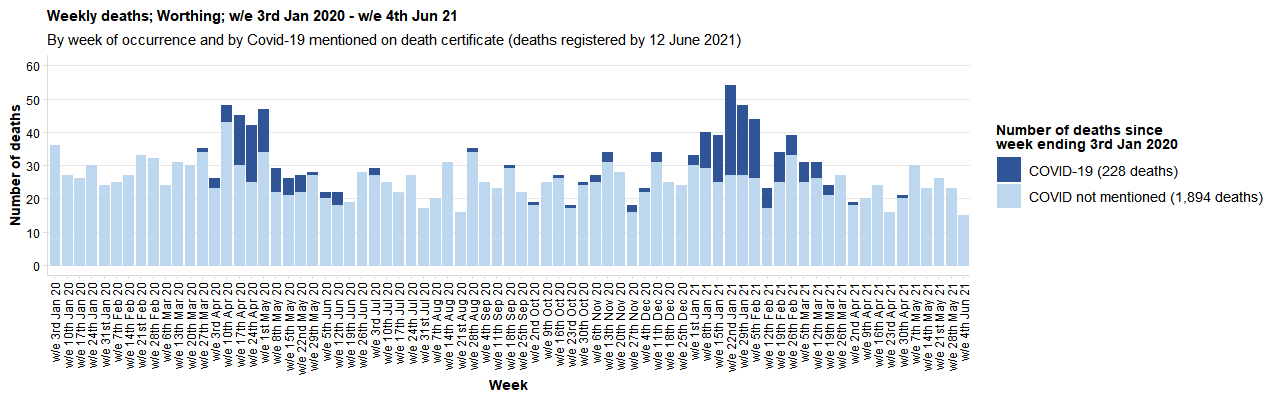 Weekly deaths; Worthing; w/e 3rd Jan 2020 - w/e 4th Jun 21
By week of occurrence and by Covid-19 mentioned on death certificate (deaths registered by 12 June 2021)
Number of deaths
60
50
40
30
20
10
0
w/e 3rd Jan 20
w/e 10th Jan 20
w/e 17th Jan 20
w/e 24th Jan 20
w/e 31st Jan 20
w/e 7th Feb 20
w/e 14th Feb 20
w/e 21st Feb 20
w/e 28th Feb 20
w/e 6th Mar 20
w/e 13th Mar 20
w/e 20th Mar 20
w/e 27th Mar 20
w/e 3rd Apr 20
w/e 10th Apr 20
w/e 17th Apr 20
w/e 24th Apr 20
w/e 1st May 20
w/e 8th May 20
w/e 15th May 20
w/e 22nd May 20
w/e 29th May 20
w/e 5th Jun 20
w/e 12th Jun 20
w/e 19th Jun 20
w/e 26th Jun 20
w/e 3rd Jul 20
w/e 10th Jul 20
w/e 17th Jul 20
w/e 24th Jul 20
w/e 31st Jul 20
w/e 7th Aug 20
w/e 14th Aug 20
w/e 21st Aug 20
w/e 28th Aug 20
w/e 4th Sep 20
w/e 11th Sep 20
w/e 18th Sep 20
w/e 25th Sep 20
w/e 2nd Oct 20
w/e 9th Oct 20
w/e 16th Oct 20
w/e 23rd Oct 20
w/e 30th Oct 20
w/e 6th Nov 20
w/e 13th Nov 20
w/e 20th Nov 20
w/e 27th Nov 20
w/e 4th Dec 20
w/e 11th Dec 20
w/e 18th Dec 20
w/e 25th Dec 20
w/e 1st Jan 21
w/e 8th Jan 21
w/e 15th Jan 21
w/e 22nd Jan 21
w/e 29th Jan 21
w/e 5th Feb 21
w/e 12th Feb 21
w/e 19th Feb 21
w/e 26th Feb 21
w/e 5th Mar 21
w/e 12th Mar 21
w/e 19th Mar 21
w/e 26th Mar 21
w/e 2nd Apr 21
w/e 9th Apr 21
w/e 16th Apr 21
w/e 23rd Apr 21
w/e 30th Apr 21
w/e 7th May 21
w/e 14th May 21
w/e 21st May 21
w/e 28th May 21
w/e 4th Jun 21
Week
Number of deaths since
week ending 3rd Jan 2020
COVID-19 (228 deaths)
COVID not mentioned (1,894 deaths)